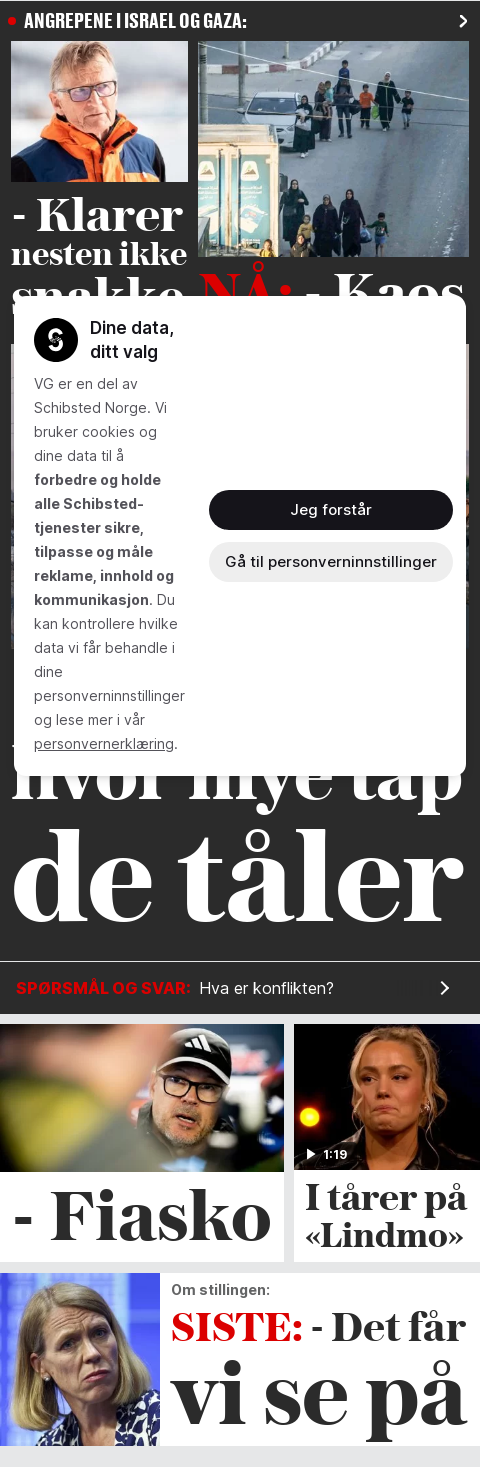 ANGREPENE I ISRAEL OG GAZA:
- Klarer
nesten ikke
snakke
NÅ: - Kaos
Dine data,
ditt valg
VG er en del av
Schibsted Norge. Vi
bruker cookies og
dine data til å
forbedre og holde
alle Schibsted-
tjenester sikre,
tilpasse og måle
reklame, innhold og
kommunikasjon. Du
kan kontrollere hvilke
data vi får behandle i
dine
personverninnstillinger
og lese mer i vår
personvernerklæring.
Jeg forstår
Gå til personverninnstillinger
hvor mye tap
de tåler
SPØRSMÅL OG SVAR: Hva er konflikten?
1:19
- Fiasko
I tårer på
«Lindmo»
Om stillingen:
SISTE: - Det får
vi se på